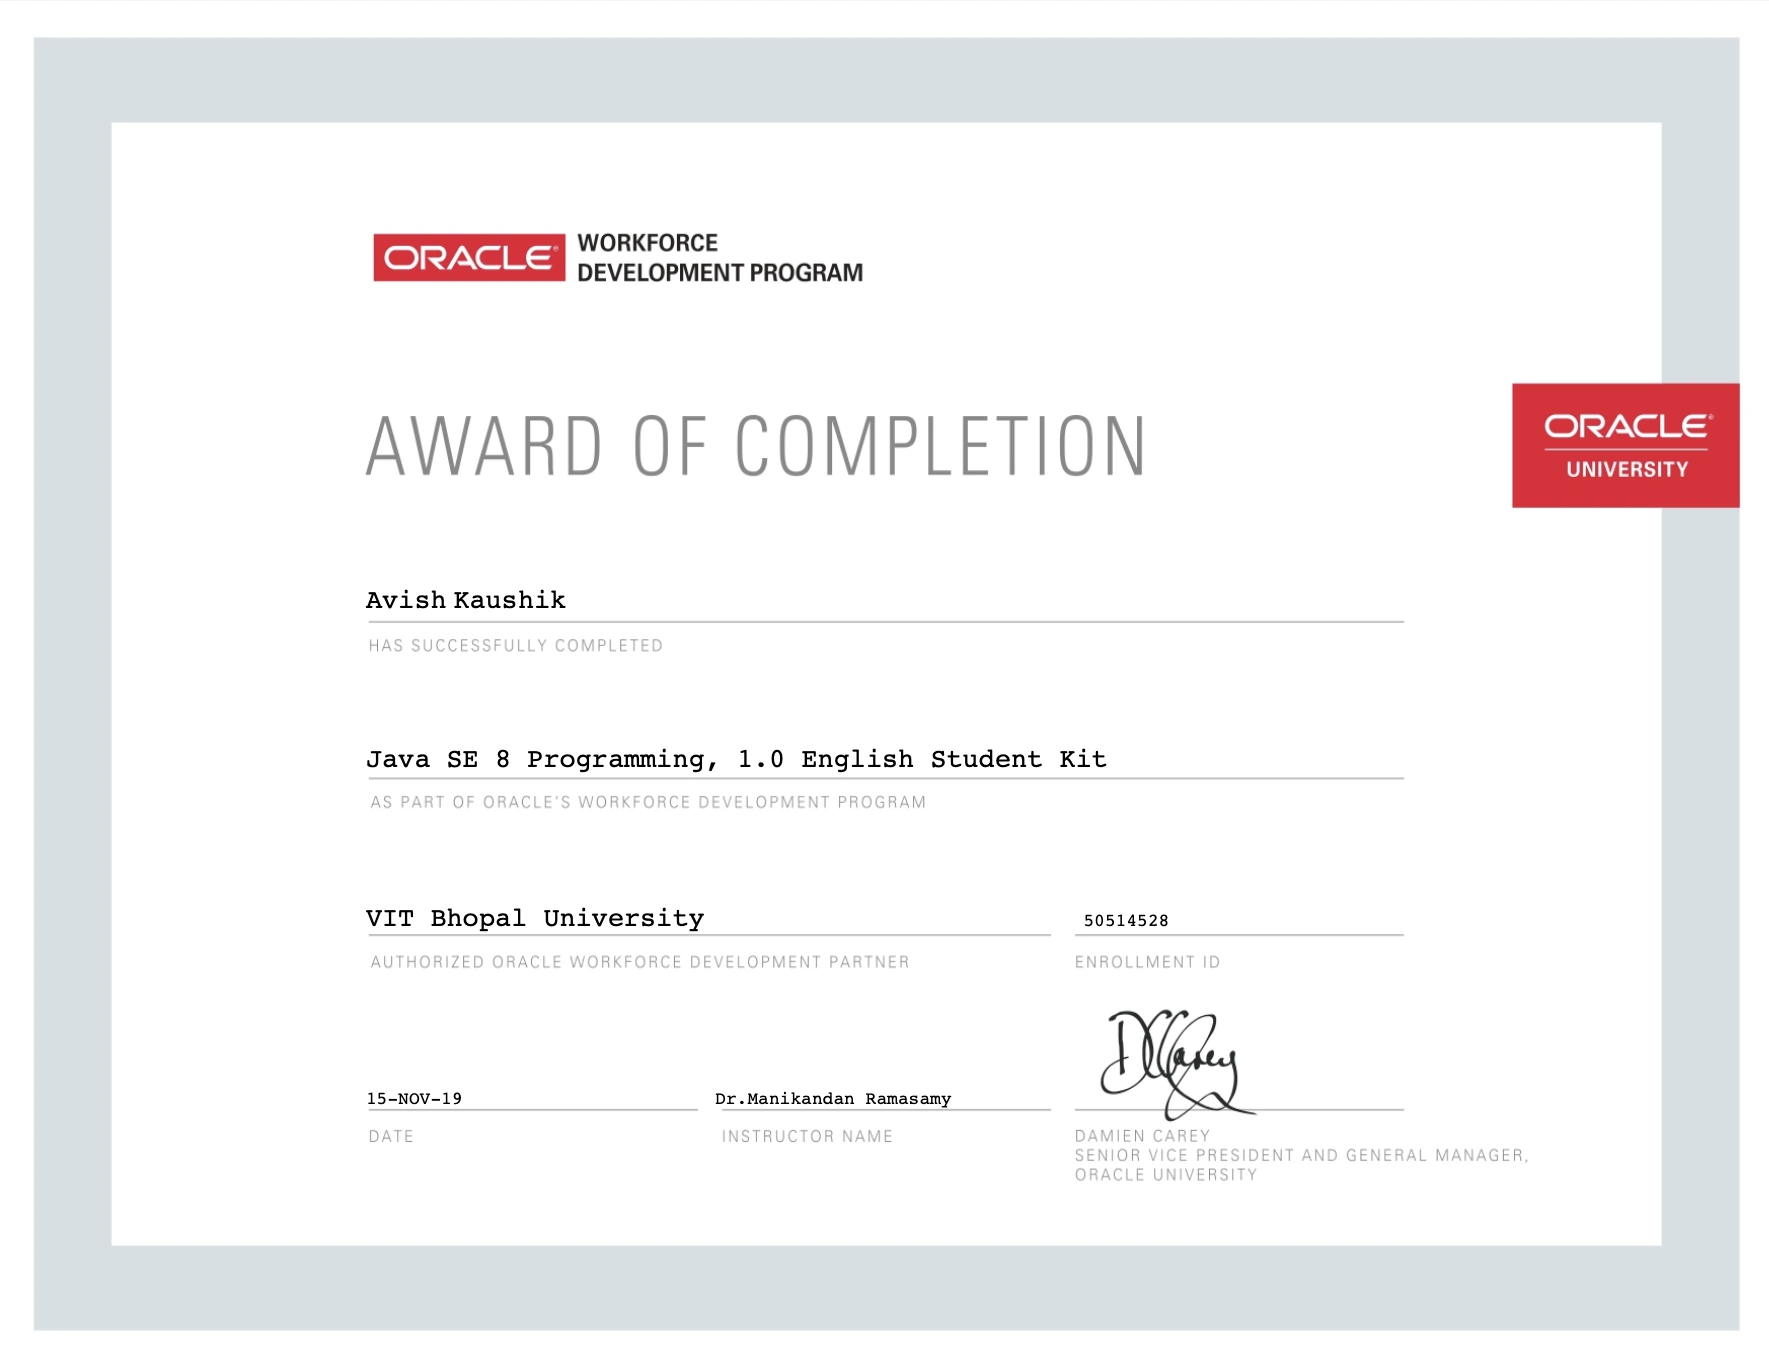 ORACLE® WORKFORCE
DEVELOPMENT PROGRAM
AWARD OF COMPLETION
ORACLE®
UNIVERSITY
Avish Kaushik
HAS SUCCESSFULLY COMPLETED
Java SE 8 Programming, 1.0 English Student Kit
AS PART OF ORACLE'S WORKFORCE DEVELOPMENT PROGRAM
VIT Bhopal University
AUTHORIZED ORACLE WORKFORCE DEVELOPMENT PARTNER
50514528
ENROLLMENT ID
15-NOV-19
DATE
Dr.Manikandan Ramasamy
INSTRUCTOR NAME
DCarey
DAMIEN CAREY
SENIOR VICE PRESIDENT AND GENERAL MANAGER,
ORACLE UNIVERSITY